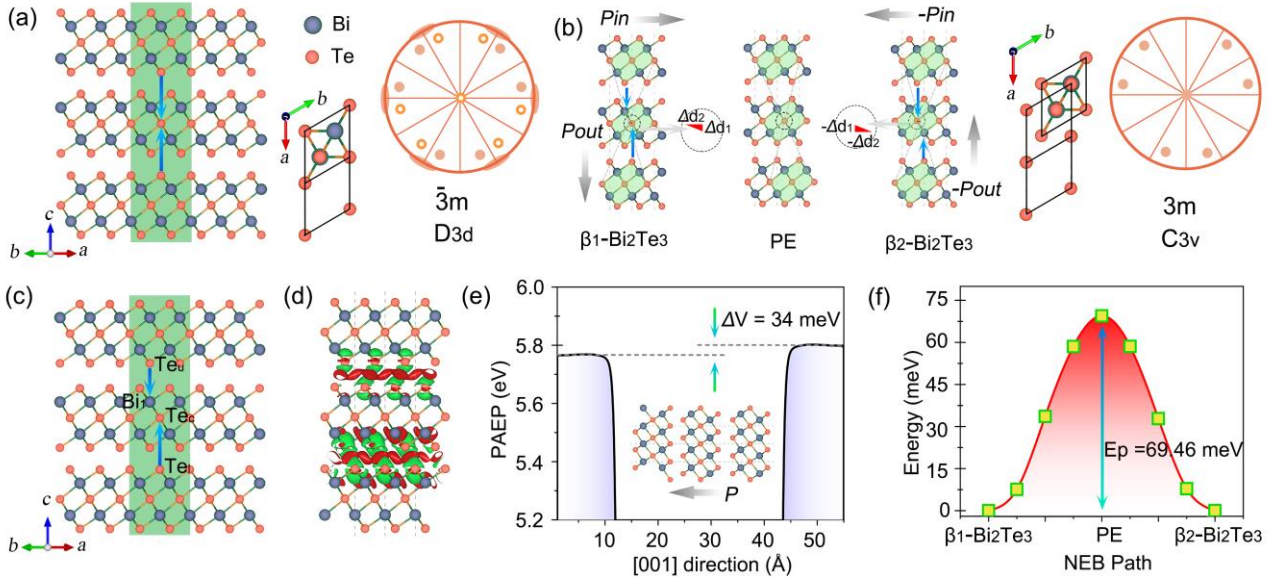 (a)
Bi
Te
b
a
3̄m
D3d
c
b
a
(b)
Pin
-Pin
Pout
Δd2
Δd1
-Δd1
-Δd2
-Pout
β1-Bi2Te3
PE
β2-Bi2Te3
b
a
3m
C3v
(c)
Teu
Bi1
Tec
c
b
a
(d)
(e)
PAEP (eV)
6.0
5.8
5.6
5.4
5.2
ΔV = 34 meV
P
10
20
30
40
50
[001] direction (Å)
(f)
Energy (meV)
75
60
45
30
15
0
Ep =69.46 meV
β1-Bi2Te3
PE
β2-Bi2Te3
NEB Path